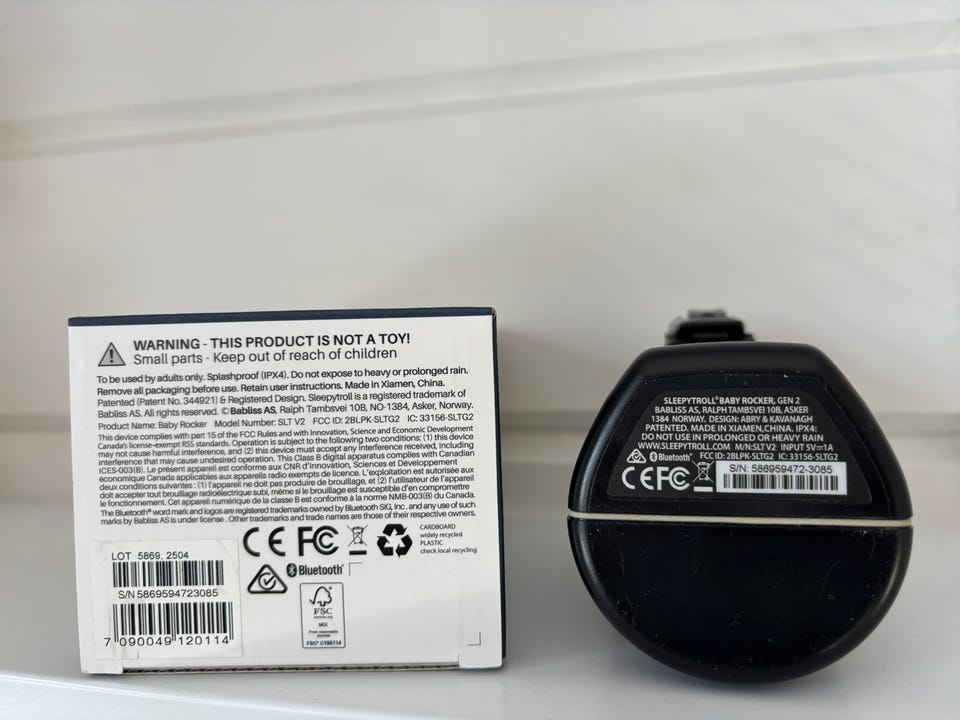 WARNING - THIS PRODUCT IS NOT A TOY!
Small parts - Keep out of reach of children
To be used by adults only. Splashproof (IPX4). Do not expose to heavy or prolonged rain.
Remove all packaging before use. Retain user instructions. Made in Xiamen, China.
Patented (Patent No. 344921) & Registered Design. Sleepytroll is a registered trademark of
Babliss AS. All rights reserved. © Babliss AS, Ralph Tambsvei 10B, NO-1384, Asker, Norway.
Product Name: Baby Rocker Model Number: SLT V2 FCC ID: 2BLPK-SLTG2 IC: 33156-SLTG2
This device complies with part 15 of the FCC Rules and with Innovation, Science and Economic Development
Canada's license-exempt RSS standards. Operation is subject to the following two conditions: (1) this device
may not cause harmful interference, and (2) this device must accept any interference received, including
interference that may cause undesired operation. This Class B digital apparatus complies with Canadian
ICES-003(B). Le présent appareil est conforme aux CNR d'Innovation, Sciences et Développement
économique Canada applicables aux appareils radio exempts de licence. L'exploitation est autorisée aux
deux conditions suivantes : (1) l'appareil ne doit pas produire de brouillage, et (2) l'utilisateur de l'appareil
doit accepter tout brouillage radioélectrique subi, même si le brouillage est susceptible d'en compromettre
le fonctionnement. Cet appareil numérique de la classe B est conforme à la norme NMB-003(B) du Canada.
The Bluetooth® word mark and logos are registered trademarks owned by Bluetooth SIG, Inc. and any use of such
marks by Babliss AS is under license . Other trademarks and trade names are those of their respective owners.
CE FC
CARDBOARD
widely recycled
PLASTIC
check local recycling
Bluetooth®
LOT 5869, 2504
S/N 5869594723085
7 090049 120114
FSC
www.fsc.org
MIX
From responsible
sources
FSC® C196114
SLEEPYTROLL® BABY ROCKER, GEN 2
BABLISS AS, RALPH TAMBSVEI 10B, ASKER
1384 NORWAY. DESIGN: ABRY & KAVANAGH
PATENTED. MADE IN XIAMEN,CHINA. IPX4:
DO NOT USE IN PROLONGED OR HEAVY RAIN
WWW.SLEEPYTROLL.COM M/N:SLT V2 INPUT 5V⎓1A
Bluetooth® FCC ID: 2BLPK-SLTG2 IC: 33156-SLTG2
CE FC
S/N: 586959472-3085